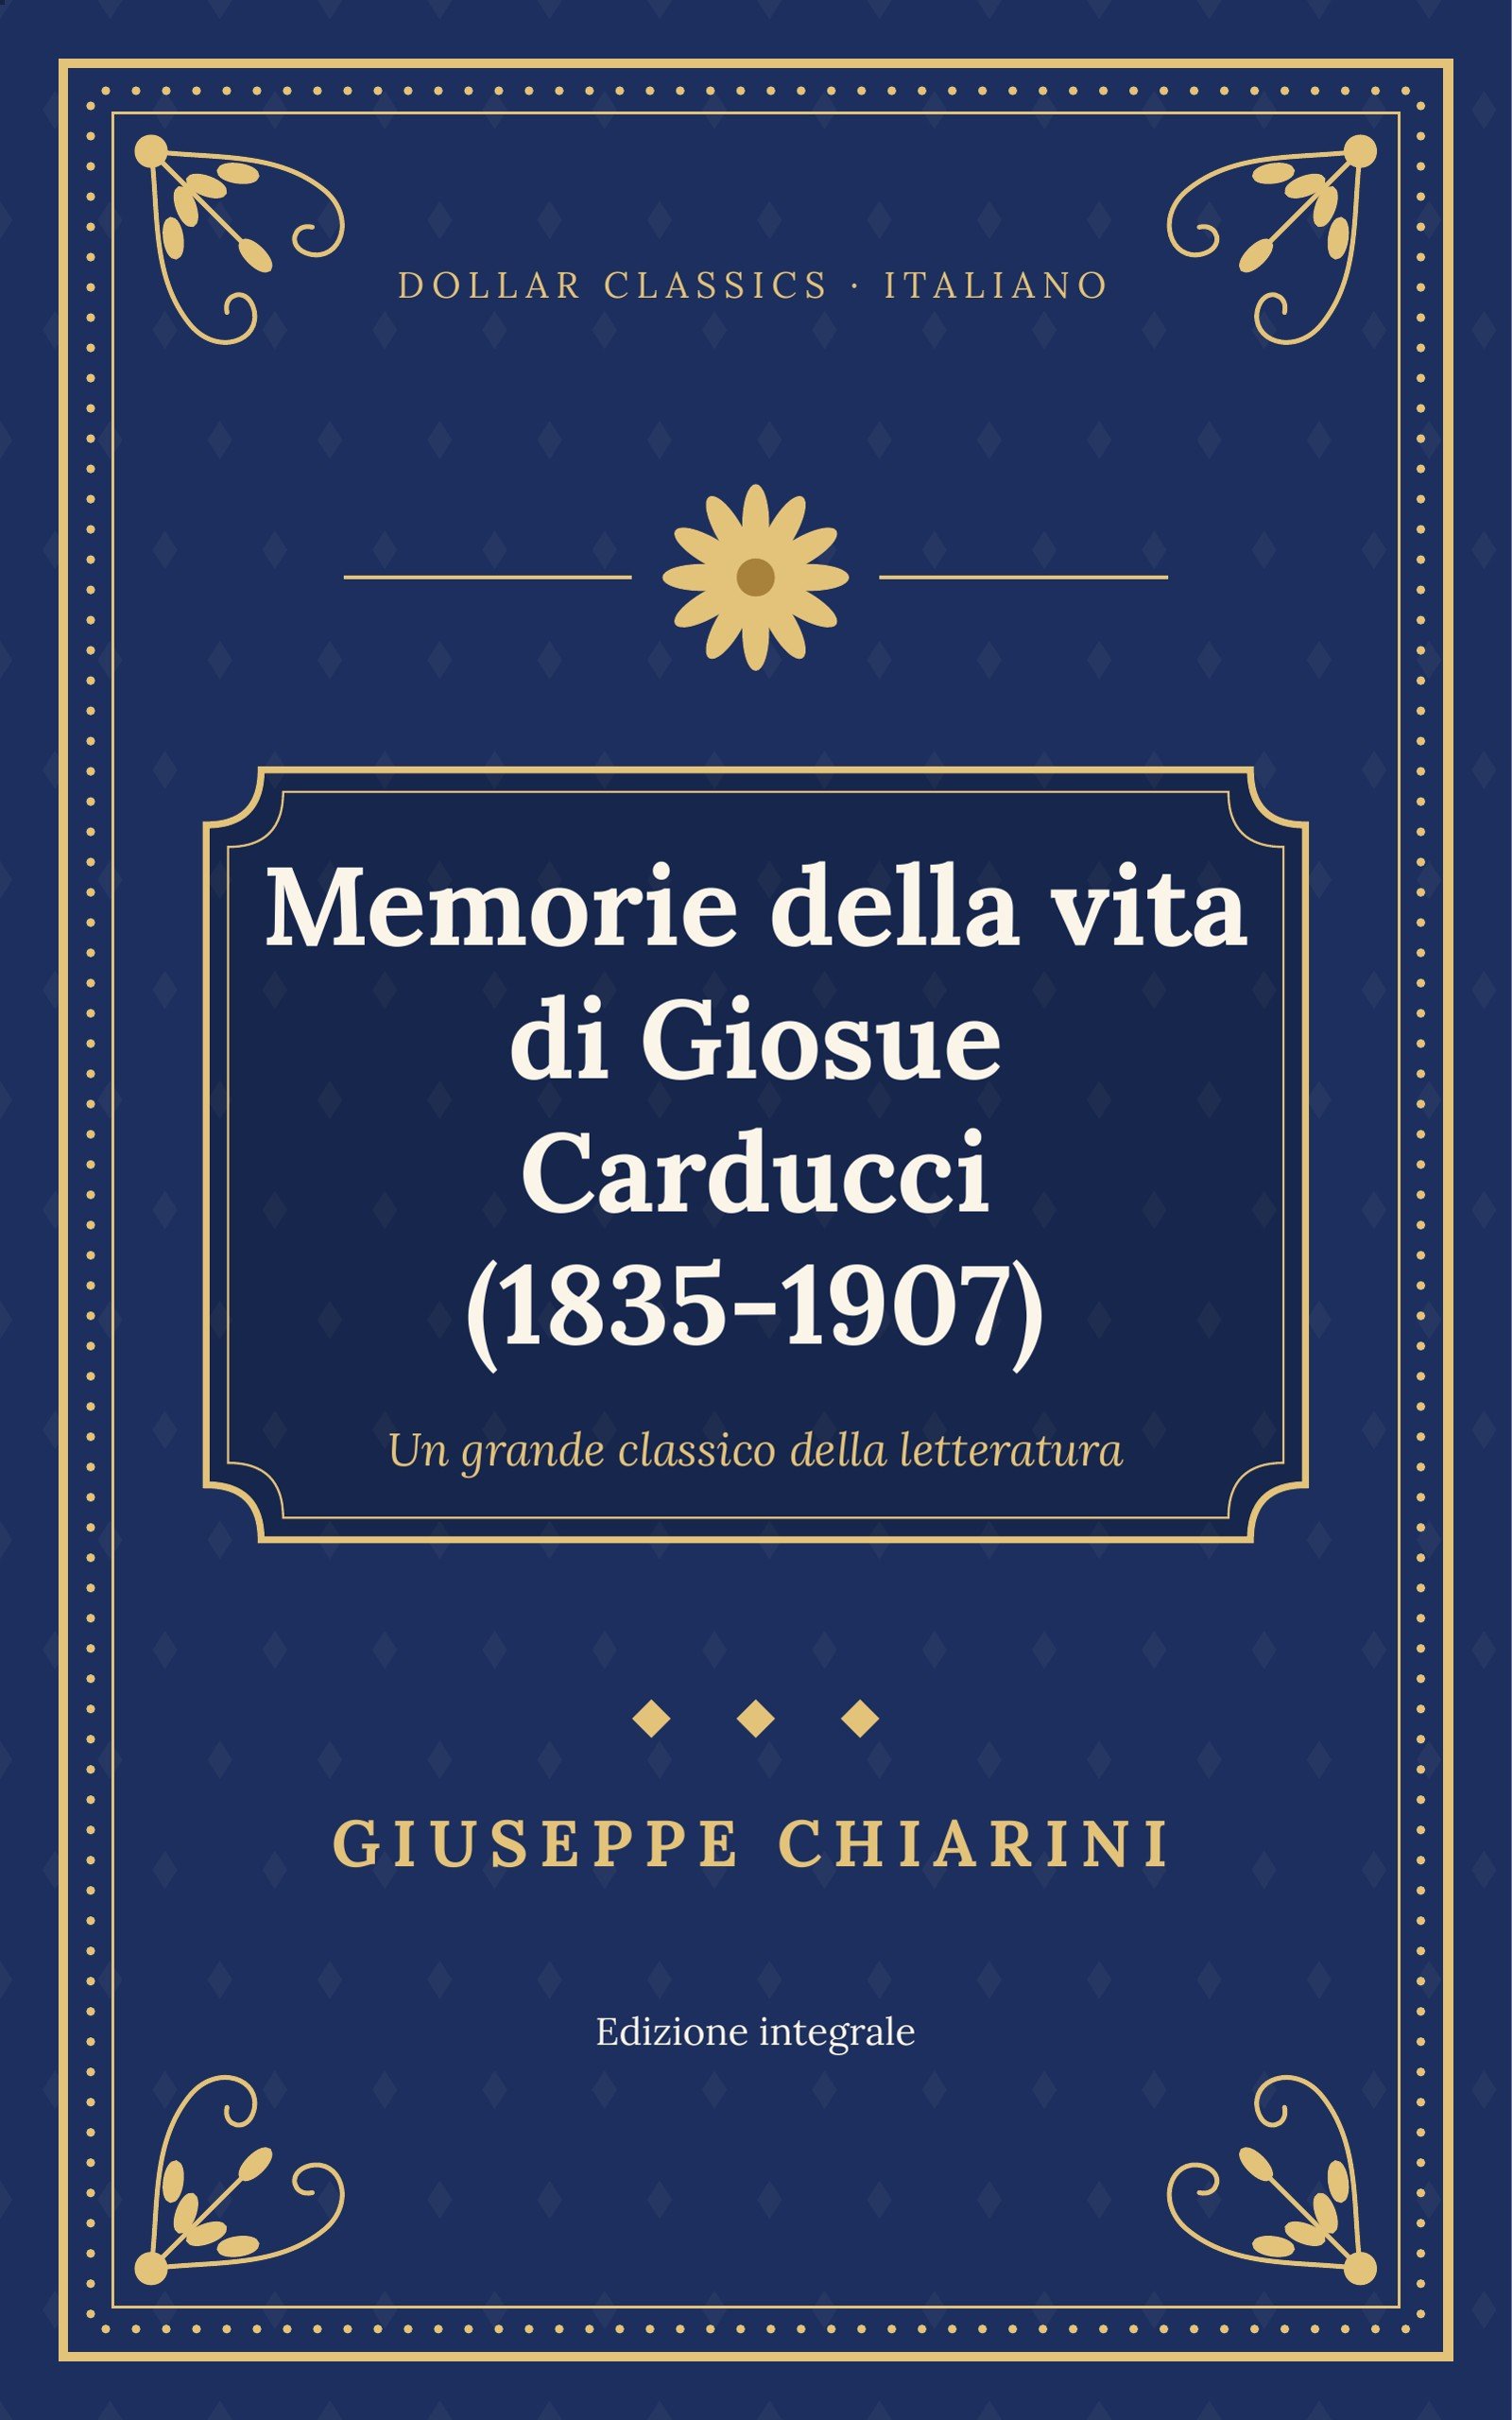 DOLLAR CLASSICS · ITALIANO
Memorie della vita
di Giosue
Carducci
(1835–1907)
Un grande classico della letteratura
GIUSEPPE CHIARINI
Edizione integrale